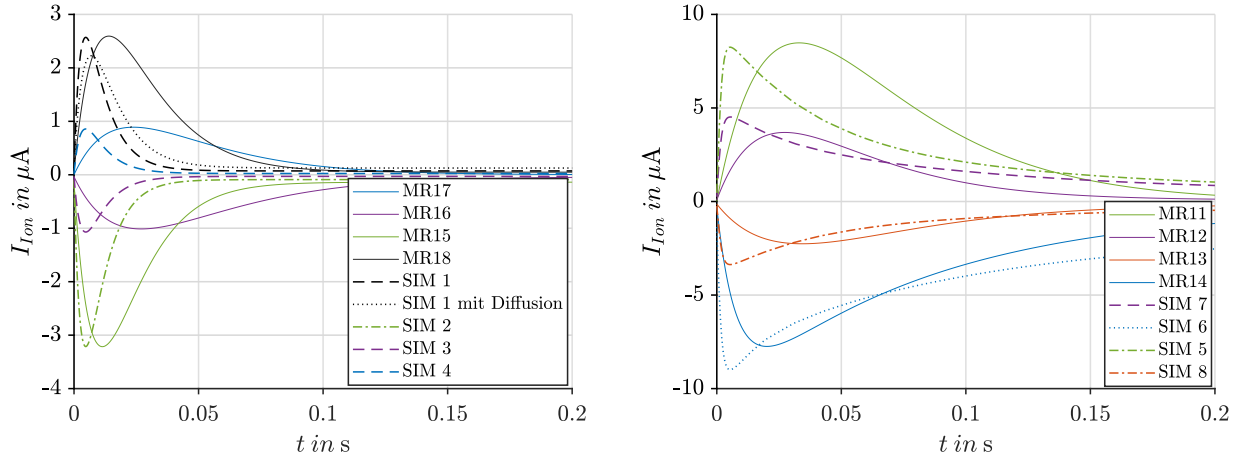 3
2
1
0
-1
-2
-3
-4
I_Ion in µA
0
0.05
0.1
0.15
0.2
t in s
MR17
MR16
MR15
MR18
SIM 1
SIM 1 mit Diffusion
SIM 2
SIM 3
SIM 4
10
5
0
-5
-10
I_Ion in µA
0
0.05
0.1
0.15
0.2
t in s
MR11
MR12
MR13
MR14
SIM 7
SIM 6
SIM 5
SIM 8